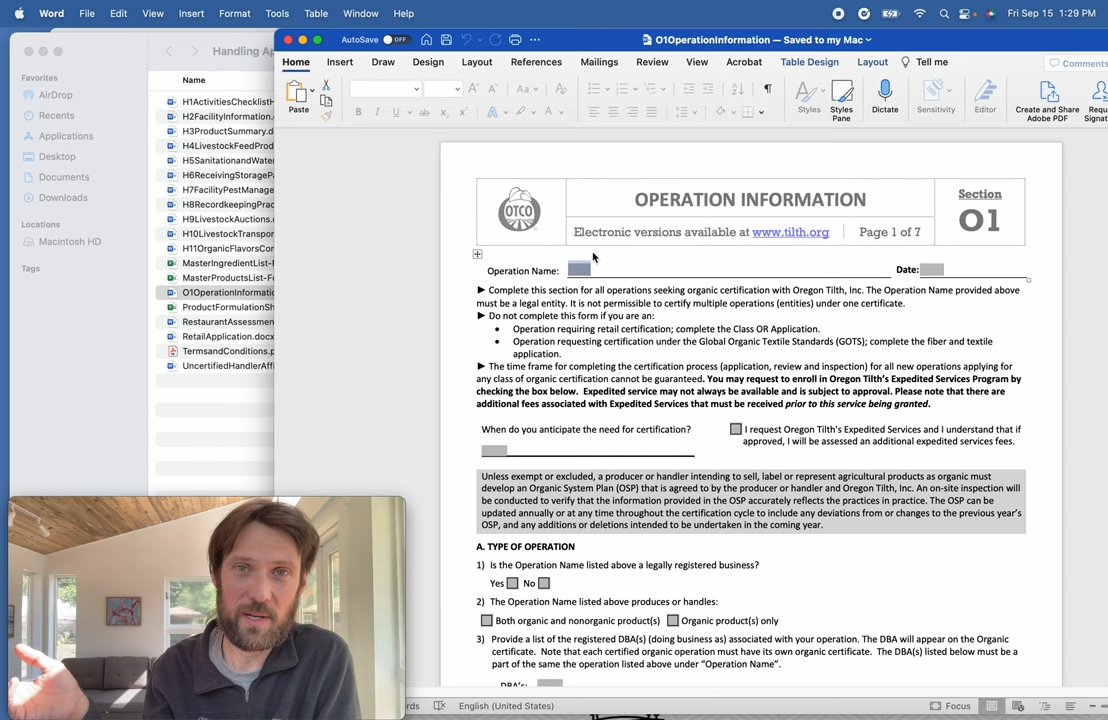 Word File Edit View Insert Format Tools Table Window Help
Fri Sep 15 1:29 PM
Handling Ap
Favorites
AirDrop
Recents
Applications
Desktop
Documents
Downloads
Locations
Macintosh HD
Tags
Name
H1ActivitiesChecklistH
H2FacilityInformation.d
H3ProductSummary.d
H4LivestockFeedProd
H5SanitationandWate
H6ReceivingStoragePa
H7FacilityPestManage
H8RecordkeepingPrac
H9LivestockAuctions.d
H10LivestockTranspor
H11OrganicFlavorsCor
MasterIngredientList-F
MasterProductsList-Fe
O1OperationInformatio
ProductFormulationSh
RestaurantAssessmen
RetailApplication.docx
TermsandConditions.p
UncertifiedHandlerAffi
AutoSave OFF
O1OperationInformation — Saved to my Mac
Home Insert Draw Design Layout References Mailings Review View Acrobat Table Design Layout Tell me
Comments
Paste
Styles
Styles
Pane
Dictate
Sensitivity
Editor
Create and Share
Adobe PDF
Requ
Signat
OTCO
OPERATION INFORMATION
Electronic versions available at www.tilth.org
Page 1 of 7
Section
O1
Operation Name:
Date:
► Complete this section for all operations seeking organic certification with Oregon Tilth, Inc. The Operation Name provided above
must be a legal entity. It is not permissible to certify multiple operations (entities) under one certificate.
► Do not complete this form if you are an:
• Operation requiring retail certification; complete the Class OR Application.
• Operation requesting certification under the Global Organic Textile Standards (GOTS); complete the fiber and textile
application.
► The time frame for completing the certification process (application, review and inspection) for all new operations applying for
any class of organic certification cannot be guaranteed. You may request to enroll in Oregon Tilth's Expedited Services Program by
checking the box below. Expedited service may not always be available and is subject to approval. Please note that there are
additional fees associated with Expedited Services that must be received prior to this service being granted.
When do you anticipate the need for certification?
I request Oregon Tilth's Expedited Services and I understand that if
approved, I will be assessed an additional expedited services fees.
Unless exempt or excluded, a producer or handler intending to sell, label or represent agricultural products as organic must
develop an Organic System Plan (OSP) that is agreed to by the producer or handler and Oregon Tilth, Inc. An on-site inspection will
be conducted to verify that the information provided in the OSP accurately reflects the practices in practice. The OSP can be
updated annually or at any time throughout the certification cycle to include any deviations from or changes to the previous year's
OSP, and any additions or deletions intended to be undertaken in the coming year.
A. TYPE OF OPERATION
1) Is the Operation Name listed above a legally registered business?
Yes No
2) The Operation Name listed above produces or handles:
Both organic and nonorganic product(s) Organic product(s) only
3) Provide a list of the registered DBA(s) (doing business as) associated with your operation. The DBA will appear on the Organic
certificate. Note that each certified organic operation must have its own organic certificate. The DBA(s) listed below must be a
part of the same the operation listed above under "Operation Name".
DBA's:
ords
English (United States)
Focus